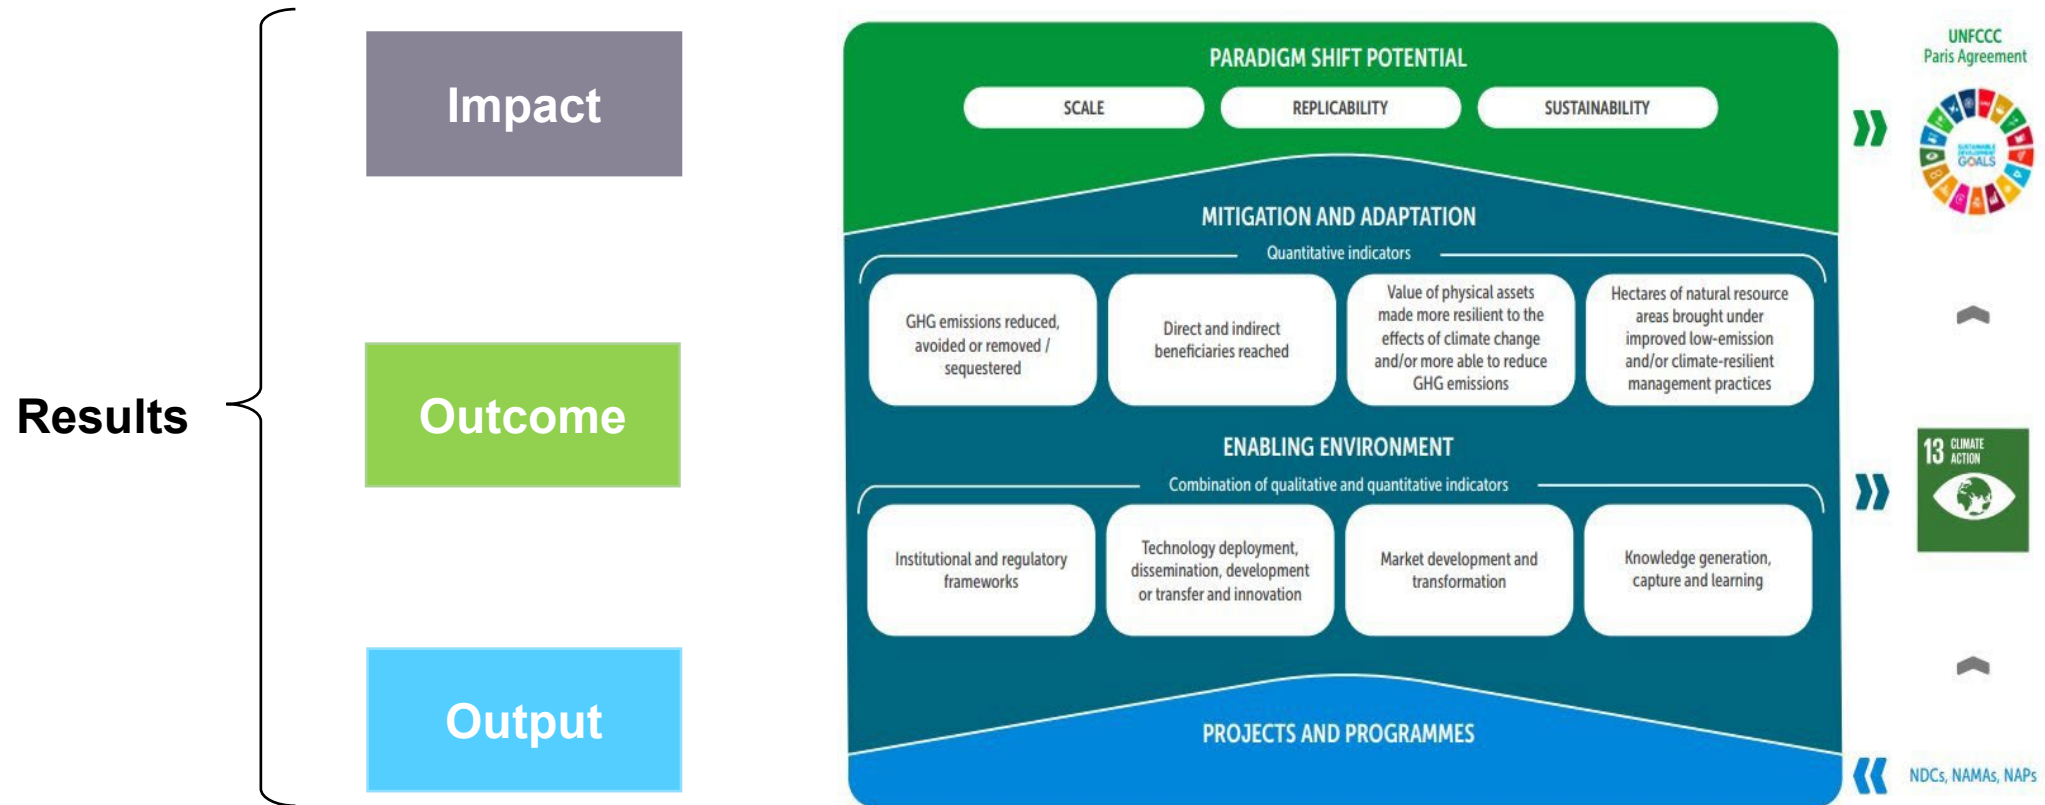 Results
Impact
Outcome
Output
PARADIGM SHIFT POTENTIAL
SCALE
REPLICABILITY
SUSTAINABILITY
MITIGATION AND ADAPTATION
Quantitative indicators
GHG emissions reduced,
avoided or removed /
sequestered
Direct and indirect
beneficiaries reached
Value of physical assets
made more resilient to the
effects of climate change
and/or more able to reduce
GHG emissions
Hectares of natural resource
areas brought under
improved low-emission
and/or climate-resilient
management practices
ENABLING ENVIRONMENT
Combination of qualitative and quantitative indicators
Institutional and regulatory
frameworks
Technology deployment,
dissemination, development
or transfer and innovation
Market development and
transformation
Knowledge generation,
capture and learning
PROJECTS AND PROGRAMMES
UNFCCC
Paris Agreement
SUSTAINABLE
DEVELOPMENT
GOALS
13 CLIMATE
ACTION
NDCs, NAMAs, NAPs